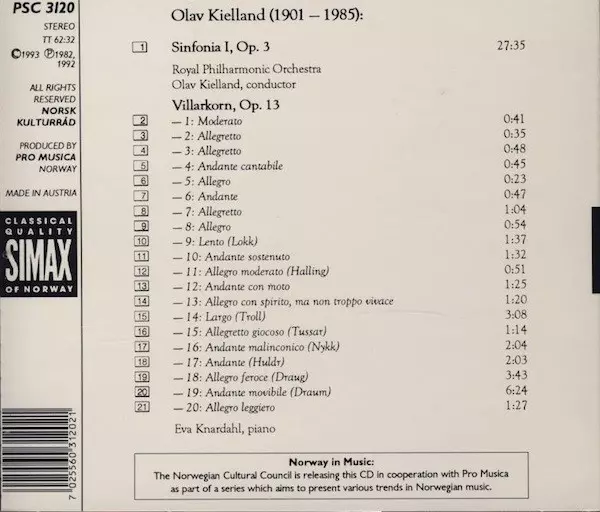 PSC 3120
STEREO
TT 62:32
©1993 ℗1982,
1992
ALL RIGHTS
RESERVED
NORSK
KULTURRÅD
PRODUCED BY
PRO MUSICA
NORWAY
MADE IN AUSTRIA
CLASSICAL
QUALITY
SIMAX
OF NORWAY
7 025560 312021
Olav Kielland (1901 – 1985):
1 Sinfonia I, Op. 3 27:35
Royal Philharmonic Orchestra
Olav Kielland, conductor
Villarkorn, Op. 13
2 – 1: Moderato 0:41
3 – 2: Allegretto 0:35
4 – 3: Allegretto 0:48
5 – 4: Andante cantabile 0:45
6 – 5: Allegro 0:23
7 – 6: Andante 0:47
8 – 7: Allegretto 1:04
9 – 8: Allegro 0:54
10 – 9: Lento (Lokk) 1:37
11 – 10: Andante sostenuto 1:32
12 – 11: Allegro moderato (Halling) 0:51
13 – 12: Andante con moto 1:25
14 – 13: Allegro con spirito, ma non troppo vivace 1:20
15 – 14: Largo (Troll) 3:08
16 – 15: Allegretto giocoso (Tussar) 1:14
17 – 16: Andante malinconico (Nykk) 2:04
18 – 17: Andante (Huldr) 2:03
19 – 18: Allegro feroce (Draug) 3:43
20 – 19: Andante movibile (Draum) 6:24
21 – 20: Allegro leggiero 1:27
Eva Knardahl, piano
Norway in Music:
The Norwegian Cultural Council is releasing this CD in cooperation with Pro Musica
as part of a series which aims to present various trends in Norwegian music.